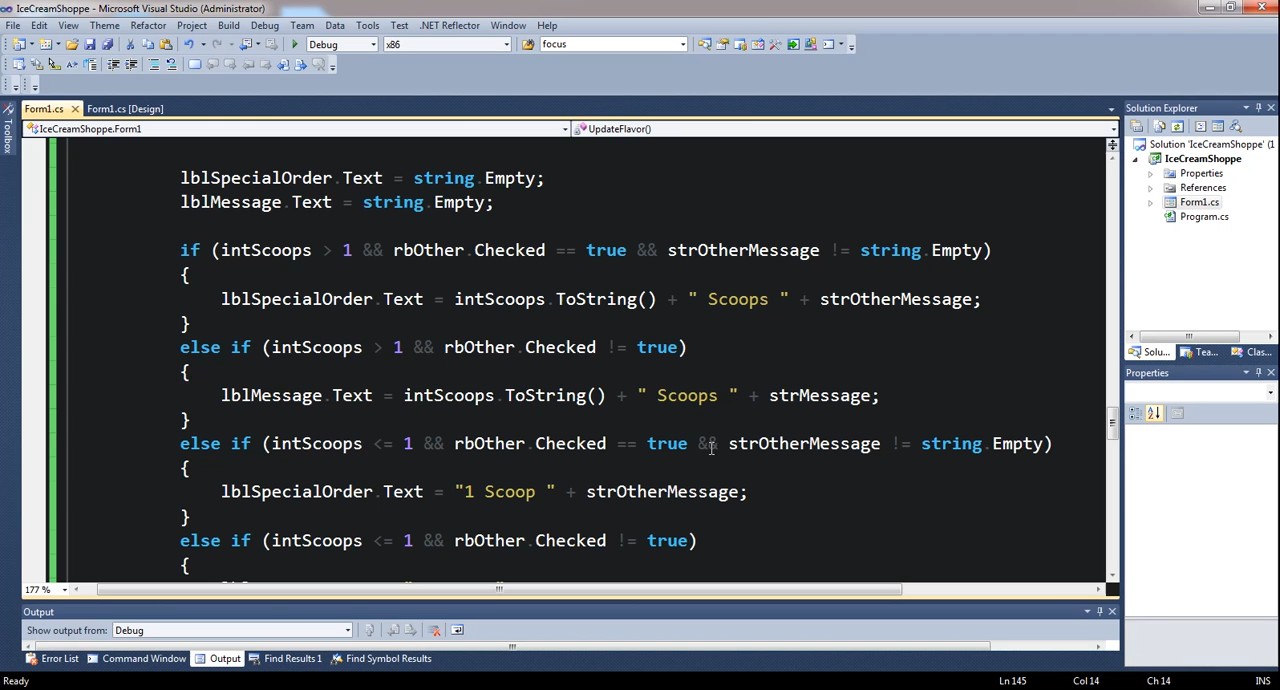 IceCreamShoppe - Microsoft Visual Studio (Administrator)
File Edit View Theme Refactor Project Build Debug Team Data Tools Test .NET Reflector Window Help
Debug x86 focus
Form1.cs Form1.cs [Design]
IceCreamShoppe.Form1 UpdateFlavor()
Toolbox
lblSpecialOrder.Text = string.Empty;
lblMessage.Text = string.Empty;
if (intScoops > 1 && rbOther.Checked == true && strOtherMessage != string.Empty)
{
lblSpecialOrder.Text = intScoops.ToString() + " Scoops " + strOtherMessage;
}
else if (intScoops > 1 && rbOther.Checked != true)
{
lblMessage.Text = intScoops.ToString() + " Scoops " + strMessage;
}
else if (intScoops <= 1 && rbOther.Checked == true && strOtherMessage != string.Empty)
{
lblSpecialOrder.Text = "1 Scoop " + strOtherMessage;
}
else if (intScoops <= 1 && rbOther.Checked != true)
{
177 %
Solution Explorer
Solution 'IceCreamShoppe' (1
IceCreamShoppe
Properties
References
Form1.cs
Program.cs
Solu... Tea... Clas...
Properties
Output
Show output from: Debug
Error List Command Window Output Find Results 1 Find Symbol Results
Ready Ln 145 Col 14 Ch 14 INS